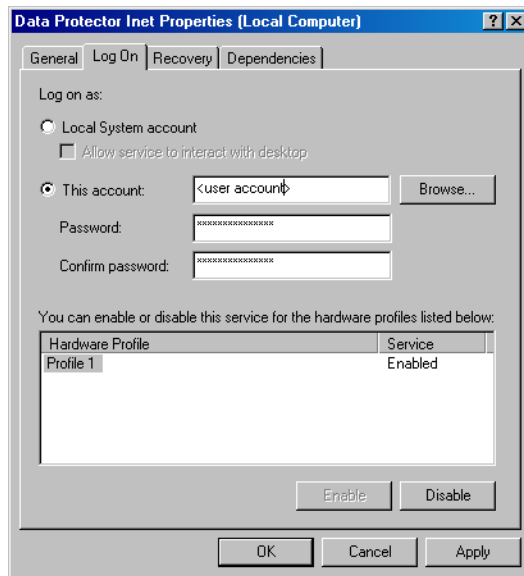 Data Protector Inet Properties (Local Computer)
General Log On Recovery Dependencies
Log on as:
Local System account
Allow service to interact with desktop
This account: <user account> Browse...
Password: xxxxxxxxxxxxxxx
Confirm password: xxxxxxxxxxxxxxx
You can enable or disable this service for the hardware profiles listed below:
Hardware Profile Service
Profile 1 Enabled
Enable Disable
OK Cancel Apply